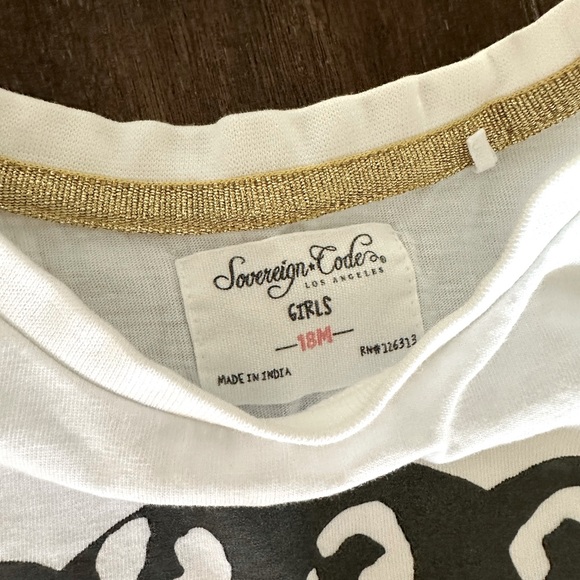 Sovereign★Code®
LOS ANGELES
GIRLS
18M
RN#126313
MADE IN INDIA